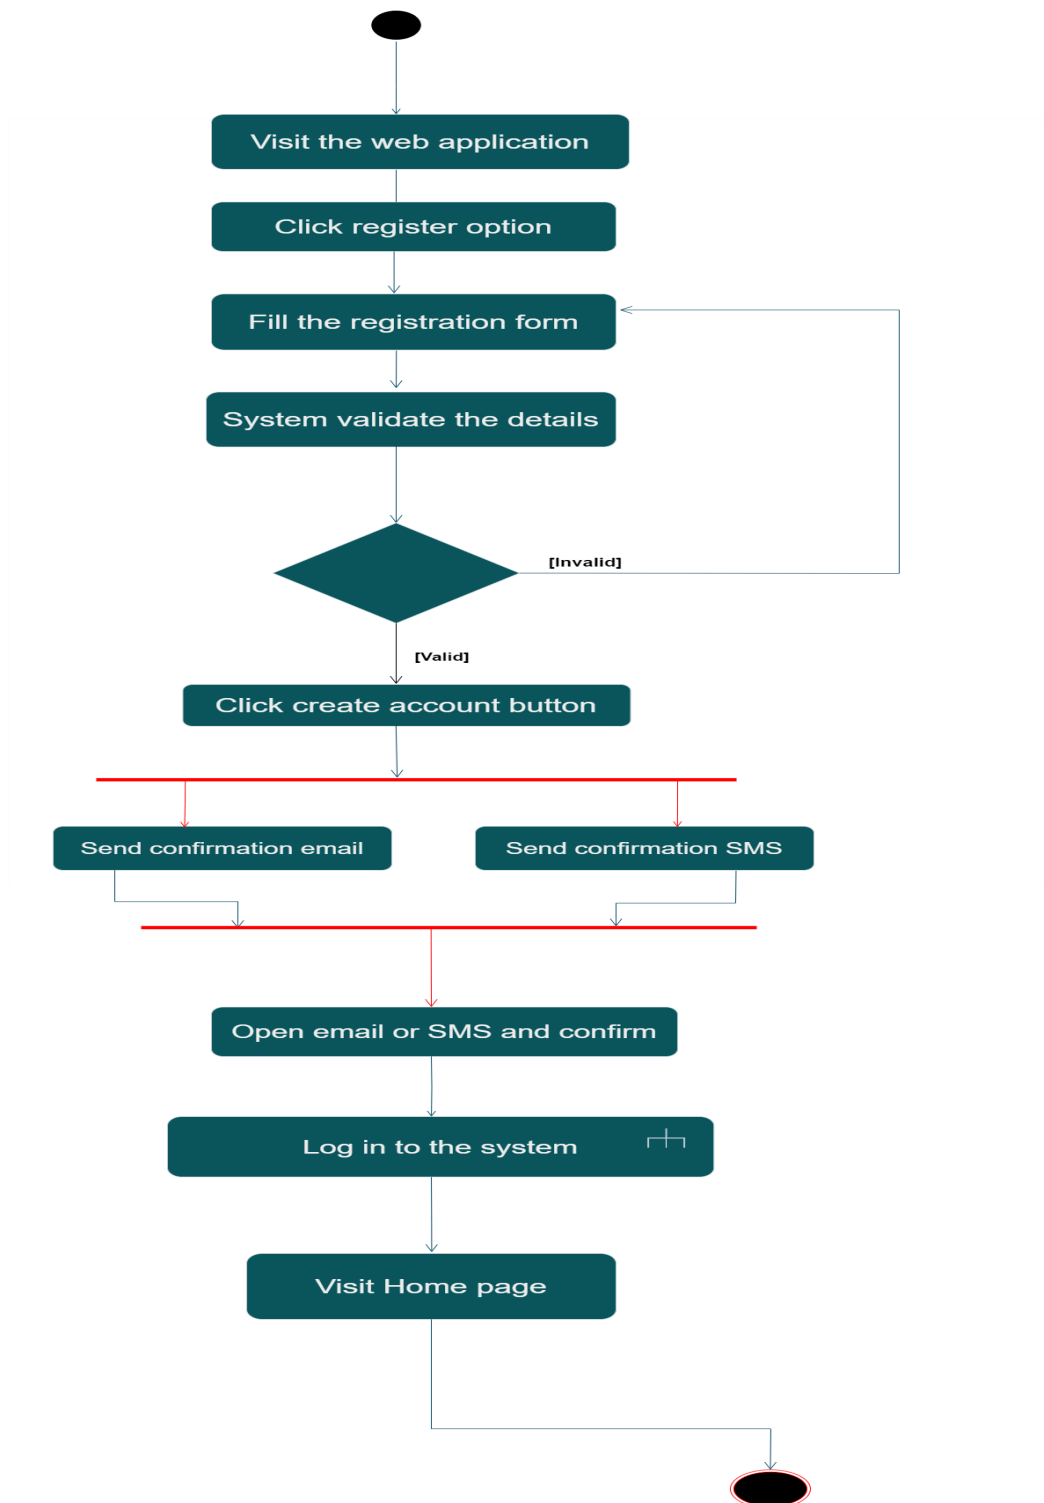 Visit the web application
Click register option
Fill the registration form
System validate the details
[Invalid]
[Valid]
Click create account button
Send confirmation email
Send confirmation SMS
Open email or SMS and confirm
Log in to the system
Visit Home page